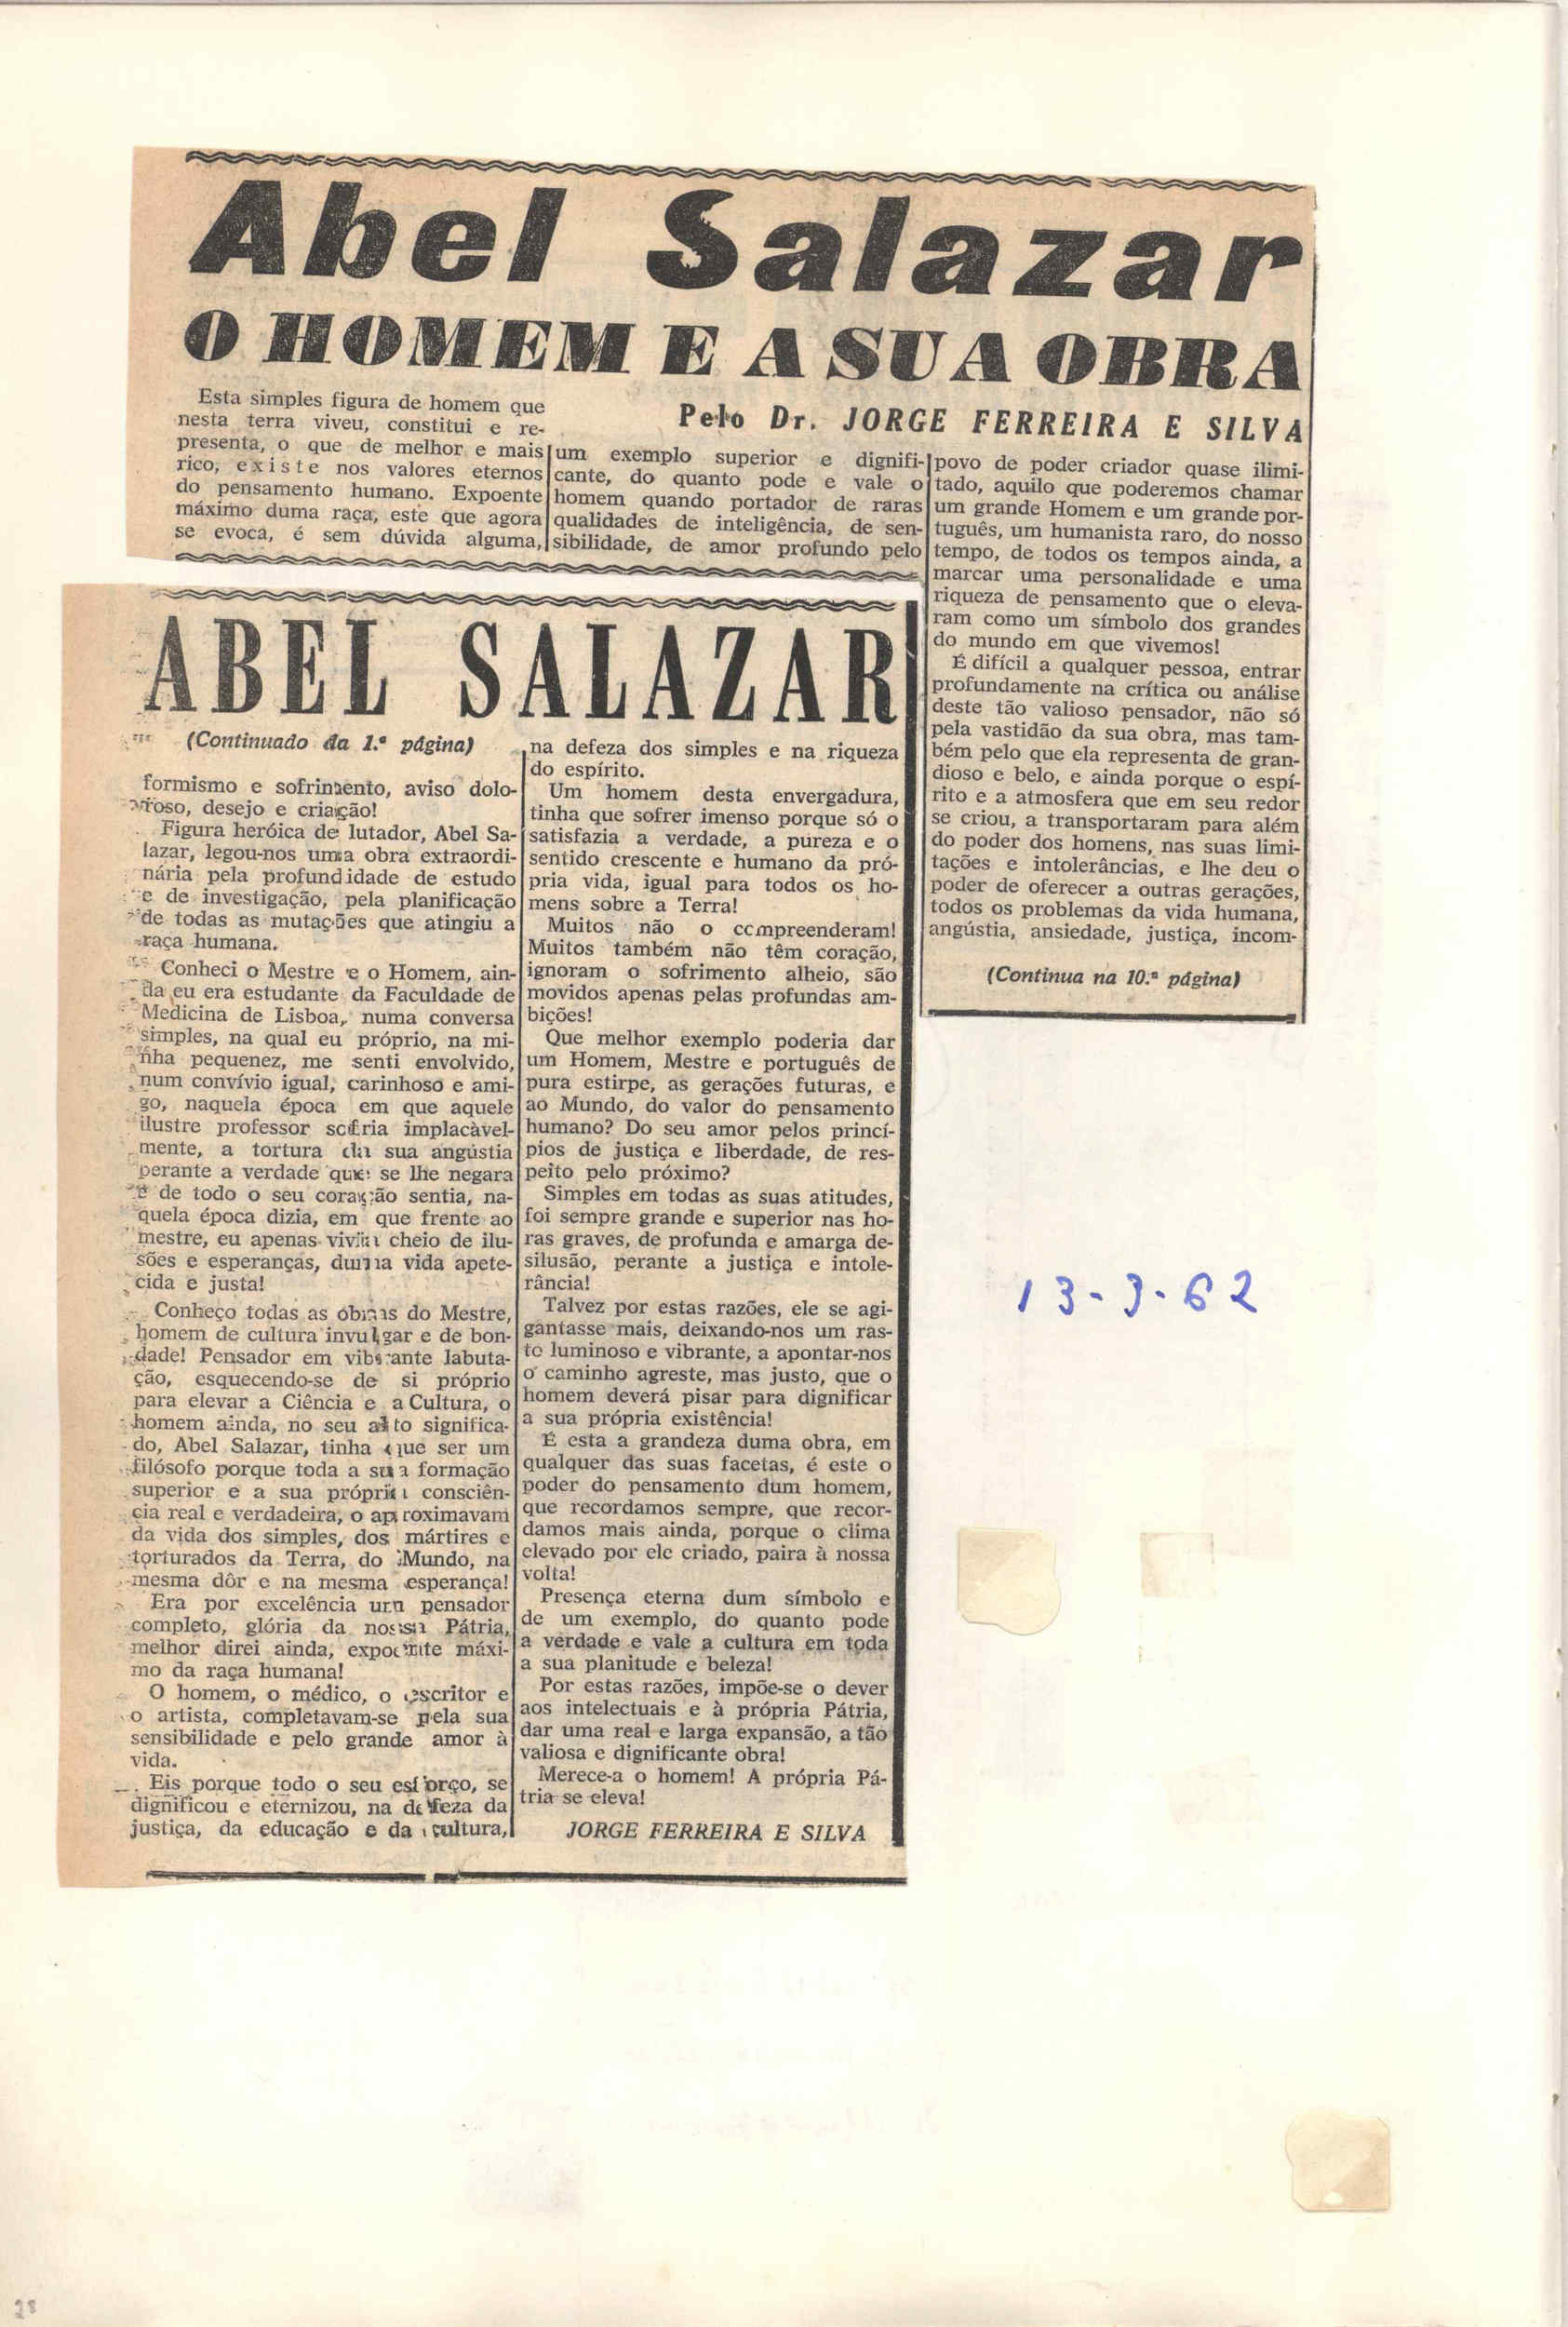 Abel Salazar
O HOMEM E A SUA OBRA
Pelo Dr. JORGE FERREIRA E SILVA
Esta simples figura de homem que
nesta terra viveu, constitui e re-
presenta, o que de melhor e mais
rico, existe nos valores eternos
do pensamento humano. Expoente
máximo duma raça, este que agora
se evoca, é sem dúvida alguma,
um exemplo superior e dignifi-
cante, do quanto pode e vale o
homem quando portador de raras
qualidades de inteligência, de sen-
sibilidade, de amor profundo pelo
povo de poder criador quase ilimi-
tado, aquilo que poderemos chamar
um grande Homem e um grande por-
tuguês, um humanista raro, do nosso
tempo, de todos os tempos ainda, a
marcar uma personalidade e uma
riqueza de pensamento que o eleva-
ram como um símbolo dos grandes
do mundo em que vivemos!
É difícil a qualquer pessoa, entrar
profundamente na crítica ou análise
deste tão valioso pensador, não só
pela vastidão da sua obra, mas tam-
bém pelo que ela representa de gran-
dioso e belo, e ainda porque o espí-
rito e a atmosfera que em seu redor
se criou, a transportaram para além
do poder dos homens, nas suas limi-
tações e intolerâncias, e lhe deu o
poder de oferecer a outras gerações,
todos os problemas da vida humana,
angústia, ansiedade, justiça, incom-
(Continua na 10.ª página)
ABEL SALAZAR
(Continuado da 1.ª página)
formismo e sofrimento, aviso dolo-
roso, desejo e criação!
Figura heróica de lutador, Abel Sa-
lazar, legou-nos uma obra extraordi-
nária pela profundidade de estudo
e de investigação, pela planificação
de todas as mutações que atingiu a
raça humana.
Conheci o Mestre e o Homem, ain-
da eu era estudante da Faculdade de
Medicina de Lisboa, numa conversa
simples, na qual eu próprio, na mi-
nha pequenez, me senti envolvido,
num convívio igual, carinhoso e ami-
go, naquela época em que aquele
ilustre professor sofria implacàvel-
mente, a tortura da sua angústia
perante a verdade que se lhe negara
e de todo o seu coração sentia, na-
quela época dizia, em que frente ao
mestre, eu apenas vivia cheio de ilu-
sões e esperanças, duma vida apete-
cida e justa!
Conheço todas as obras do Mestre,
homem de cultura invulgar e de bon-
dade! Pensador em vibrante labuta-
ção, esquecendo-se de si próprio
para elevar a Ciência e a Cultura, o
homem ainda, no seu alto significa-
do, Abel Salazar, tinha que ser um
filósofo porque toda a sua formação
superior e a sua própria consciên-
cia real e verdadeira, o aproximavam
da vida dos simples, dos mártires e
torturados da Terra, do Mundo, na
mesma dôr e na mesma esperança!
Era por excelência um pensador
completo, glória da nossa Pátria,
melhor direi ainda, expoente máxi-
mo da raça humana!
O homem, o médico, o escritor e
o artista, completavam-se pela sua
sensibilidade e pelo grande amor à
vida.
Eis porque todo o seu esforço, se
dignificou e eternizou, na defeza da
justiça, da educação e da cultura,
na defeza dos simples e na riqueza
do espírito.
Um homem desta envergadura,
tinha que sofrer imenso porque só o
satisfazia a verdade, a pureza e o
sentido crescente e humano da pró-
pria vida, igual para todos os ho-
mens sobre a Terra!
Muitos não o compreenderam!
Muitos também não têm coração,
ignoram o sofrimento alheio, são
movidos apenas pelas profundas am-
bições!
Que melhor exemplo poderia dar
um Homem, Mestre e português de
pura estirpe, as gerações futuras, e
ao Mundo, do valor do pensamento
humano? Do seu amor pelos princí-
pios de justiça e liberdade, de res-
peito pelo próximo?
Simples em todas as suas atitudes,
foi sempre grande e superior nas ho-
ras graves, de profunda e amarga de-
silusão, perante a justiça e intole-
rância!
Talvez por estas razões, ele se agi-
gantasse mais, deixando-nos um ras-
to luminoso e vibrante, a apontar-nos
o caminho agreste, mas justo, que o
homem deverá pisar para dignificar
a sua própria existência!
É esta a grandeza duma obra, em
qualquer das suas facetas, é este o
poder do pensamento dum homem,
que recordamos sempre, que recor-
damos mais ainda, porque o clima
elevado por ele criado, paira à nossa
volta!
Presença eterna dum símbolo e
de um exemplo, do quanto pode
a verdade e vale a cultura em toda
a sua planitude e beleza!
Por estas razões, impõe-se o dever
aos intelectuais e à própria Pátria,
dar uma real e larga expansão, a tão
valiosa e dignificante obra!
Merece-a o homem! A própria Pá-
tria se eleva!
JORGE FERREIRA E SILVA
13-3-62
28